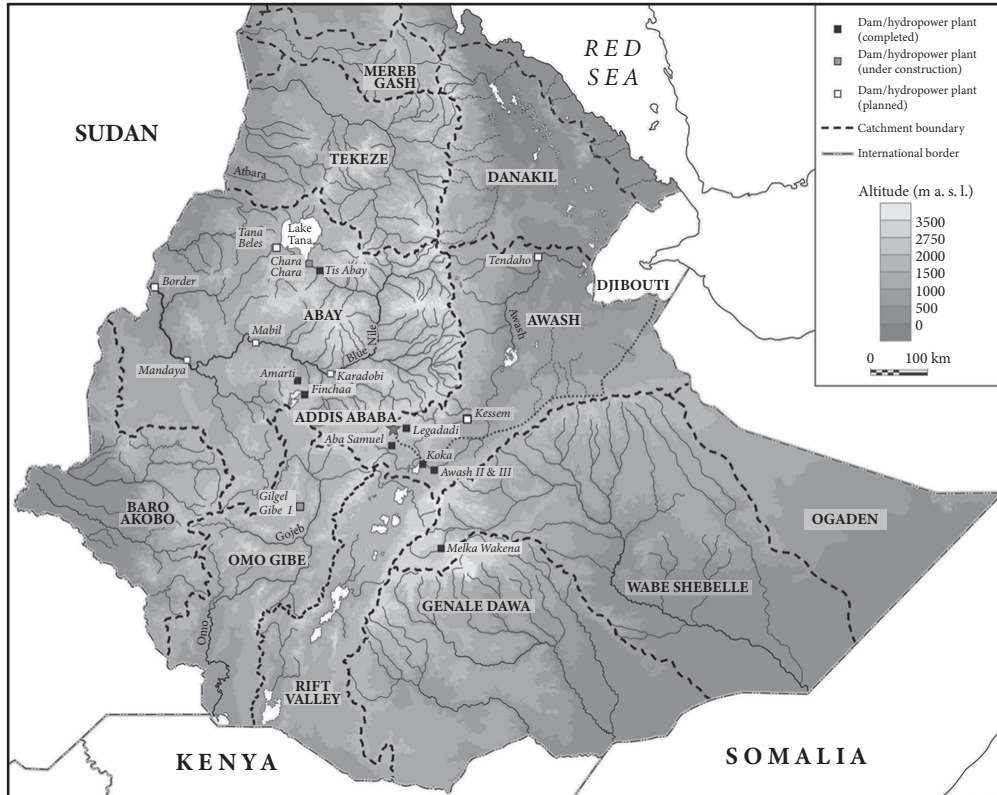 RED
SEA
Dam/hydropower plant
(completed)
Dam/hydropower plant
(under construction)
Dam/hydropower plant
(planned)
Catchment boundary
International border
Altitude (m a. s. l.)
3500
2750
2000
1500
1000
500
0
0 100 km
MEREB
GASH
SUDAN
TEKEZE
Atbara
DANAKIL
Lake
Tana
Tana
Beles
Chara
Chara
Tis Abay
Tendaho
Border
DJIBOUTI
ABAY
AWASH
Awash
Mabil
Blue
Nile
Mandaya
Karadobi
Amarti
Finchaa
ADDIS ABABA
Kessem
Legadadi
Aba Samuel
Koka
Awash II & III
Gilgel
Gibe I
BARO
AKOBO
Gojeb
OGADEN
OMO GIBE
Melka Wakena
WABE SHEBELLE
GENALE DAWA
Omo
RIFT
VALLEY
KENYA
SOMALIA